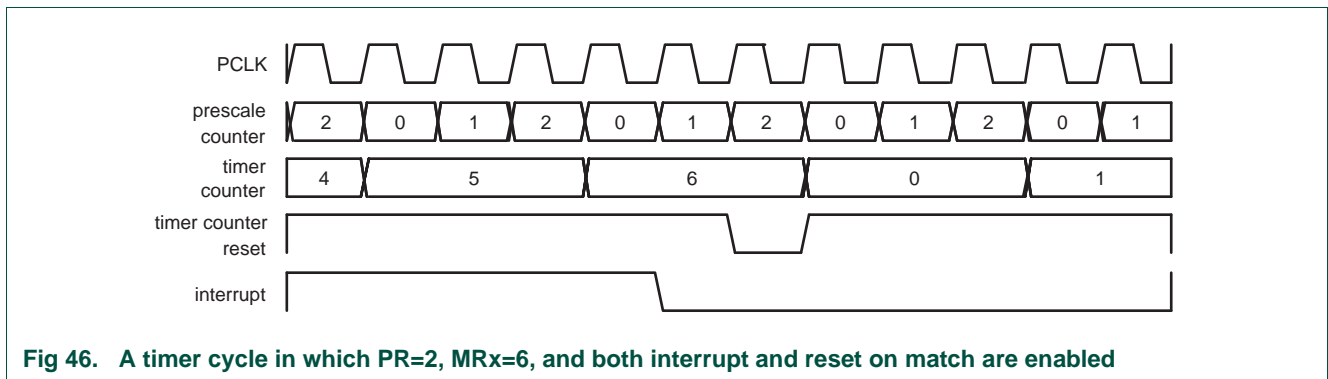 PCLK
prescale
counter
2 0 1 2 0 1 2 0 1 2 0 1
timer
counter
4 5 6 0 1
timer counter
reset
interrupt
Fig 46. A timer cycle in which PR=2, MRx=6, and both interrupt and reset on match are enabled